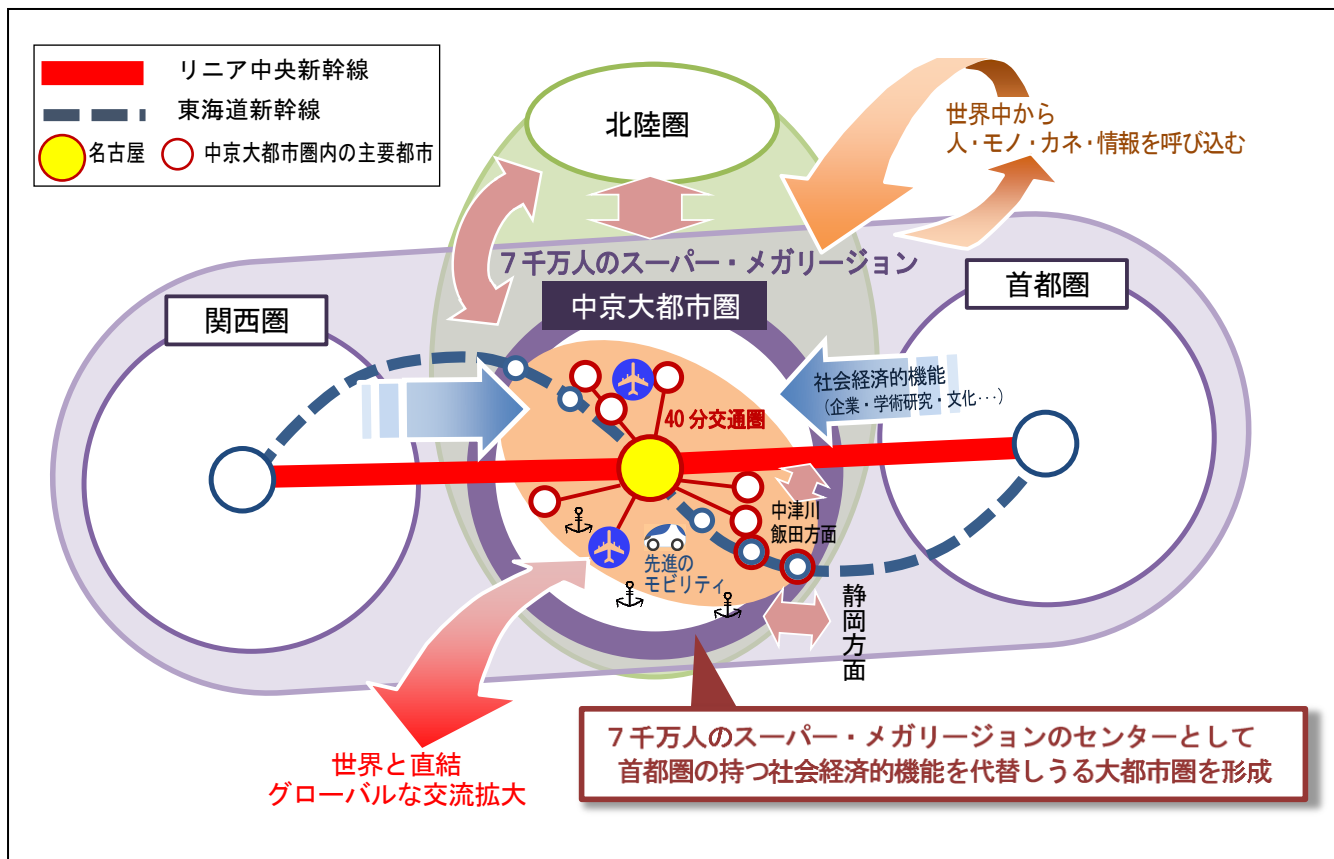 リニア中央新幹線
東海道新幹線
名古屋
中京大都市圏内の主要都市
北陸圏
世界中から
人・モノ・カネ・情報を呼び込む
7千万人のスーパー・メガリージョン
中京大都市圏
関西圏
首都圏
社会経済的機能
（企業・学術研究・文化･･･）
40分交通圏
中津川
飯田方面
先進の
モビリティ
静岡方面
世界と直結
グローバルな交流拡大
7千万人のスーパー・メガリージョンのセンターとして
首都圏の持つ社会経済的機能を代替しうる大都市圏を形成